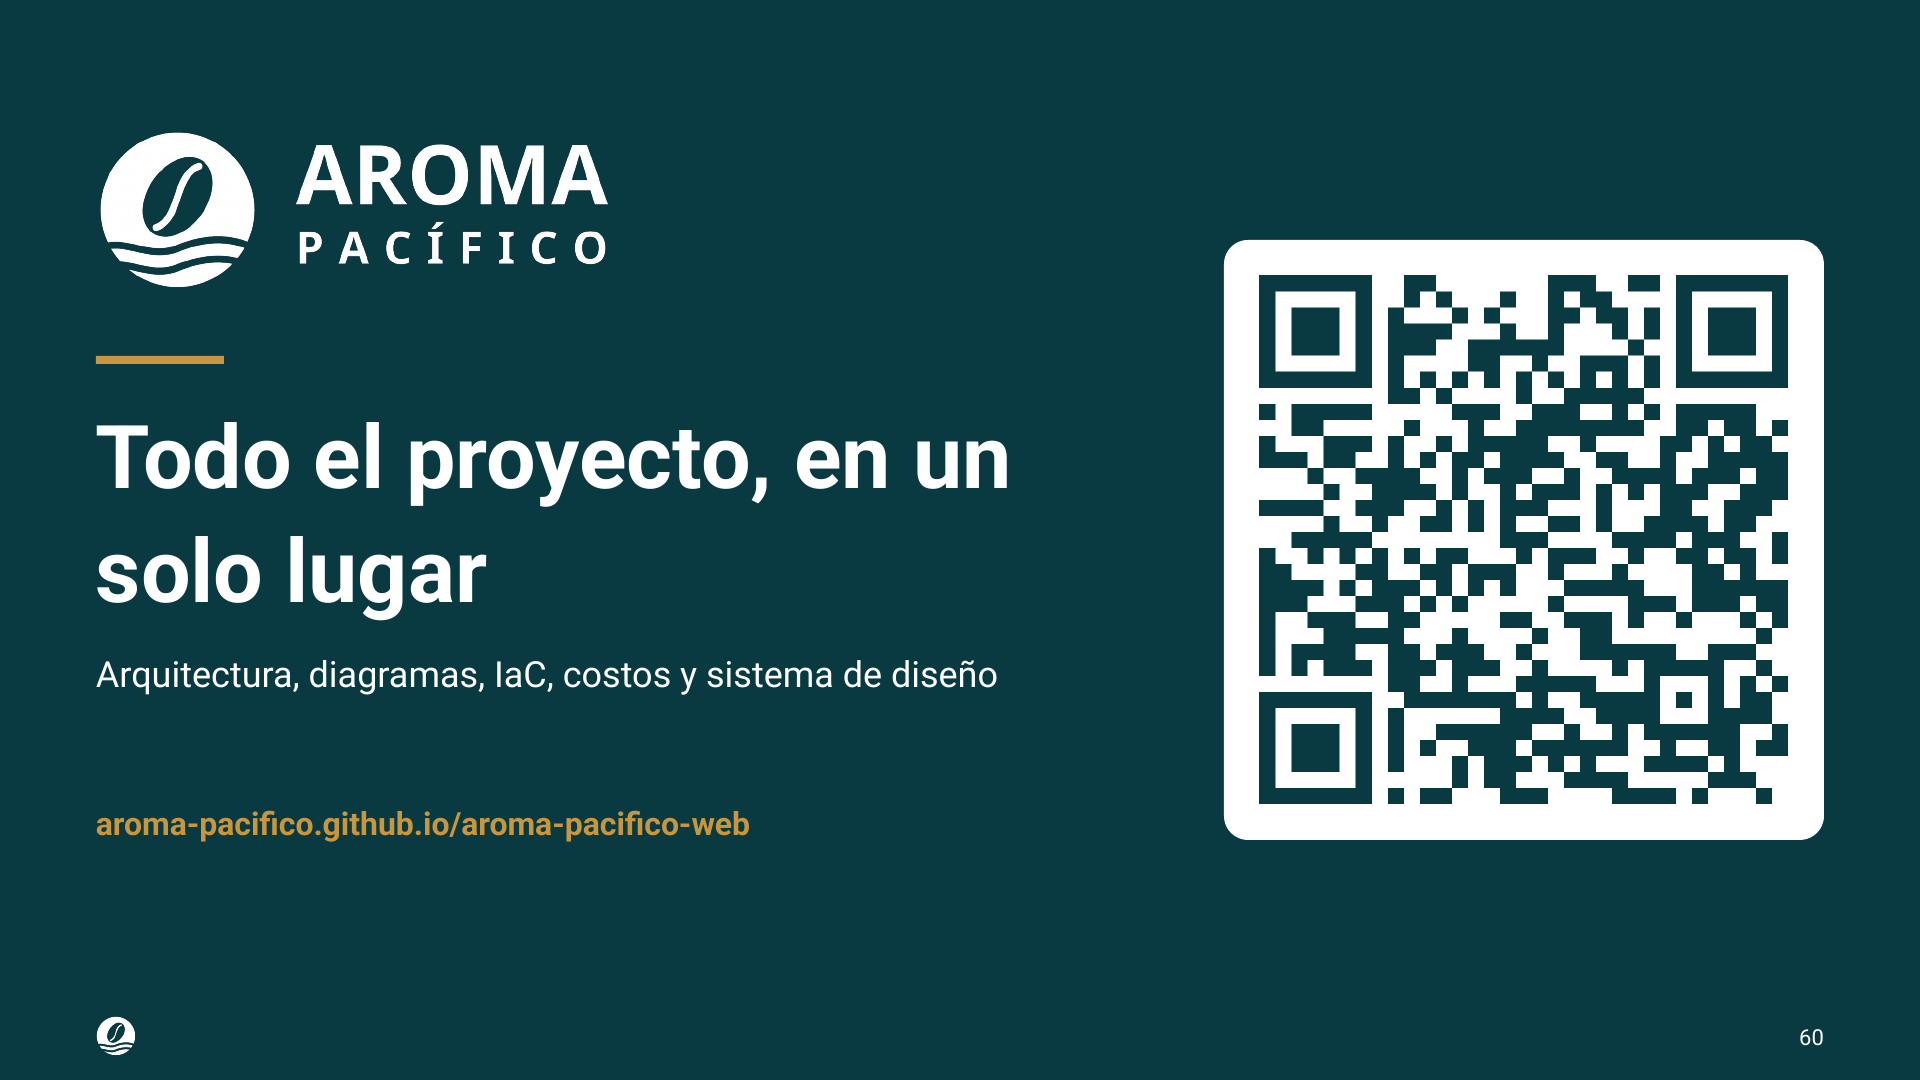 AROMA
PACÍFICO
Todo el proyecto, en un
solo lugar
Arquitectura, diagramas, IaC, costos y sistema de diseño
aroma-pacifico.github.io/aroma-pacifico-web
60